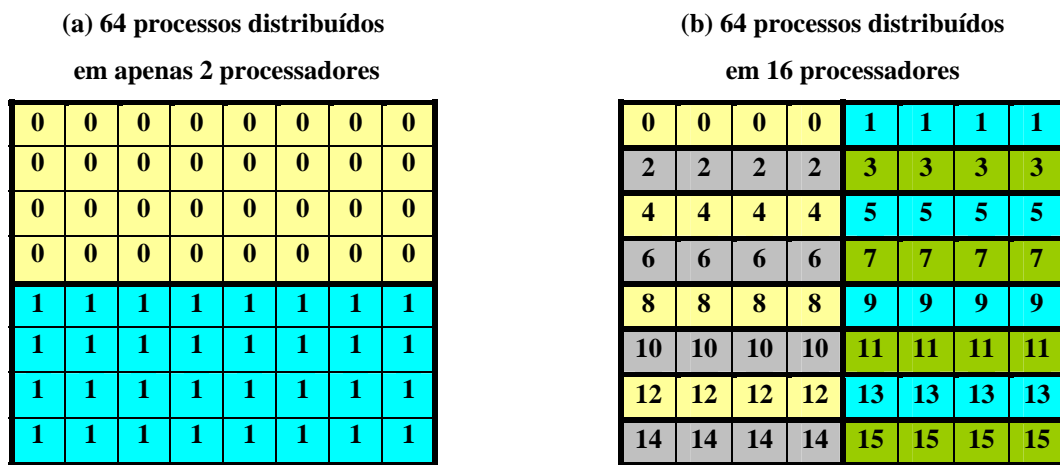 (a) 64 processos distribuídos
em apenas 2 processadores
0 0 0 0 0 0 0 0
0 0 0 0 0 0 0 0
0 0 0 0 0 0 0 0
0 0 0 0 0 0 0 0
1 1 1 1 1 1 1 1
1 1 1 1 1 1 1 1
1 1 1 1 1 1 1 1
1 1 1 1 1 1 1 1
(b) 64 processos distribuídos
em 16 processadores
0 0 0 0 1 1 1 1
2 2 2 2 3 3 3 3
4 4 4 4 5 5 5 5
6 6 6 6 7 7 7 7
8 8 8 8 9 9 9 9
10 10 10 10 11 11 11 11
12 12 12 12 13 13 13 13
14 14 14 14 15 15 15 15